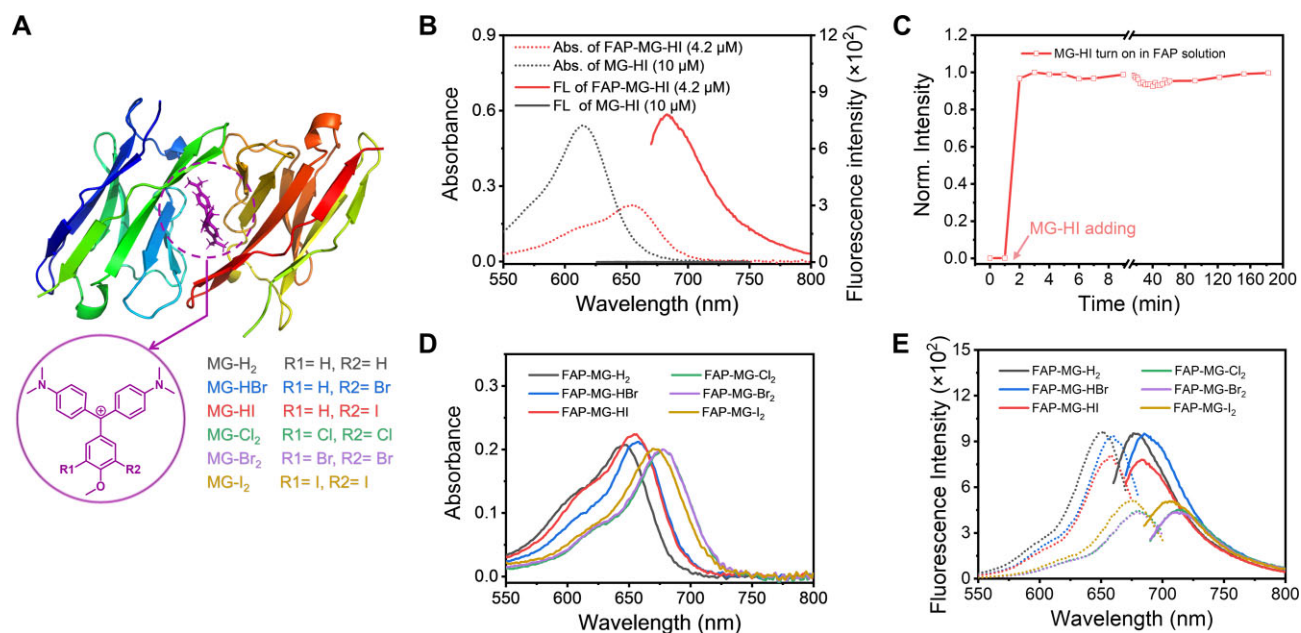 A
N
N
⊕
R1
R2
O
MG-H₂ R1= H, R2= H
MG-HBr R1= H, R2= Br
MG-HI R1= H, R2= I
MG-Cl₂ R1= Cl, R2= Cl
MG-Br₂ R1= Br, R2= Br
MG-I₂ R1= I, R2= I
B
Abs. of FAP-MG-HI (4.2 μM)
Abs. of MG-HI (10 μM)
FL of FAP-MG-HI (4.2 μM)
FL of MG-HI (10 μM)
Absorbance
0.9
0.6
0.3
0.0
550 600 650 700 750 800
Wavelength (nm)
12
9
6
3
0
Fluorescence intensity (×10²)
C
MG-HI turn on in FAP solution
MG-HI adding
Norm. Intensity
1.2
1.0
0.8
0.6
0.4
0.2
0.0
0 2 4 6 8 40 80 120 160 200
Time (min)
D
FAP-MG-H₂ FAP-MG-Cl₂
FAP-MG-HBr FAP-MG-Br₂
FAP-MG-HI FAP-MG-I₂
Absorbance
0.3
0.2
0.1
0.0
550 600 650 700 750 800
Wavelength (nm)
E
FAP-MG-H₂ FAP-MG-Cl₂
FAP-MG-HBr FAP-MG-Br₂
FAP-MG-HI FAP-MG-I₂
Fluorescence Intensity (×10²)
15
12
9
6
3
0
550 600 650 700 750 800
Wavelength (nm)